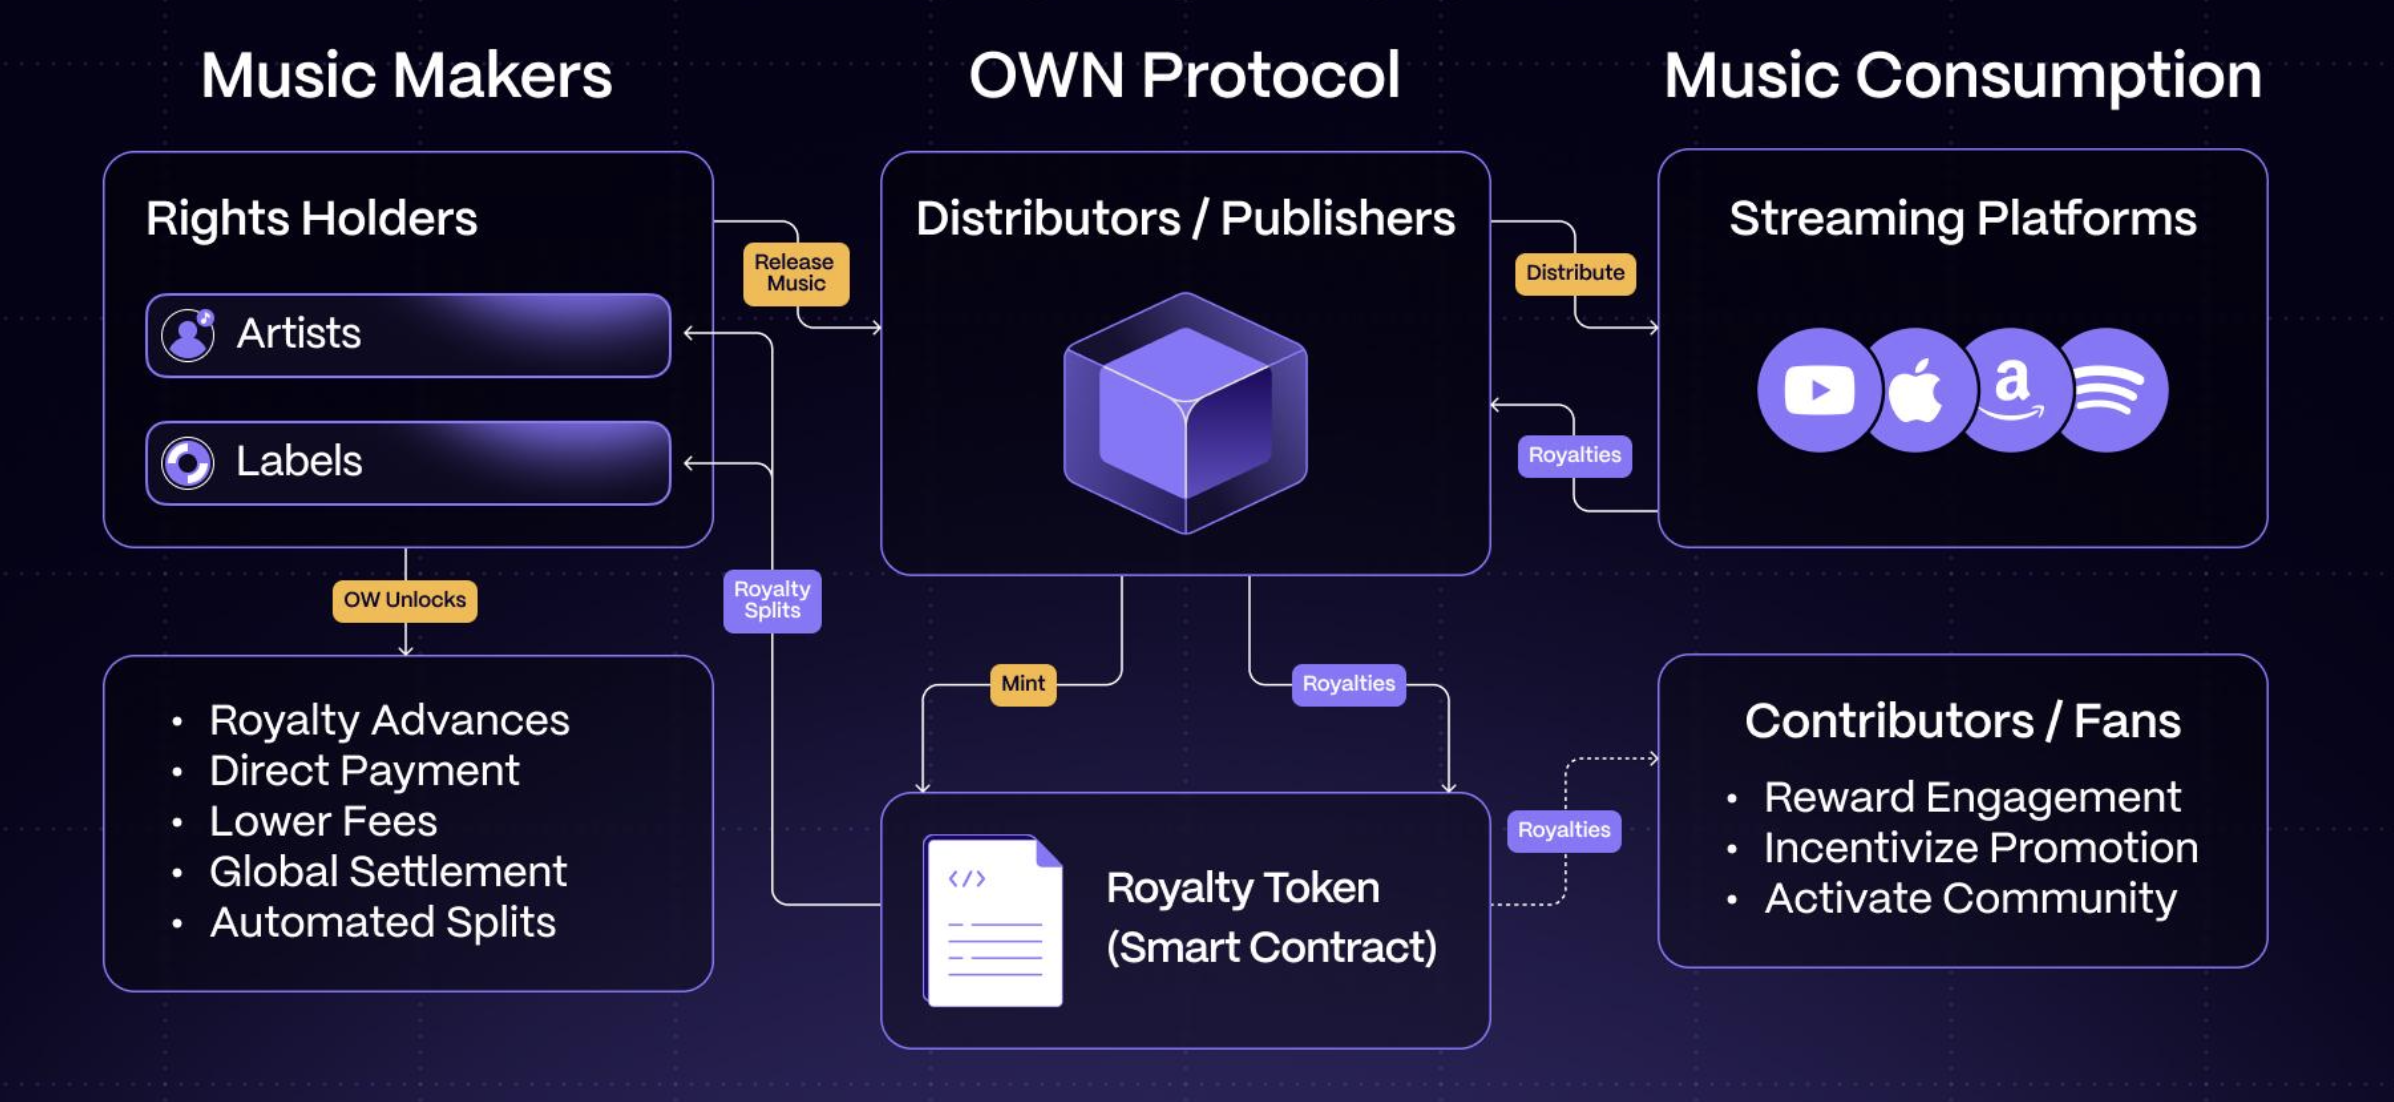 Music Makers
OWN Protocol
Music Consumption
Rights Holders
Artists
Labels
Release
Music
Distributors / Publishers
Distribute
Streaming Platforms
a
Royalties
OW Unlocks
Royalty
Splits
Mint
Royalties
• Royalty Advances
• Direct Payment
• Lower Fees
• Global Settlement
• Automated Splits
</>
Royalty Token
(Smart Contract)
Royalties
Contributors / Fans
• Reward Engagement
• Incentivize Promotion
• Activate Community